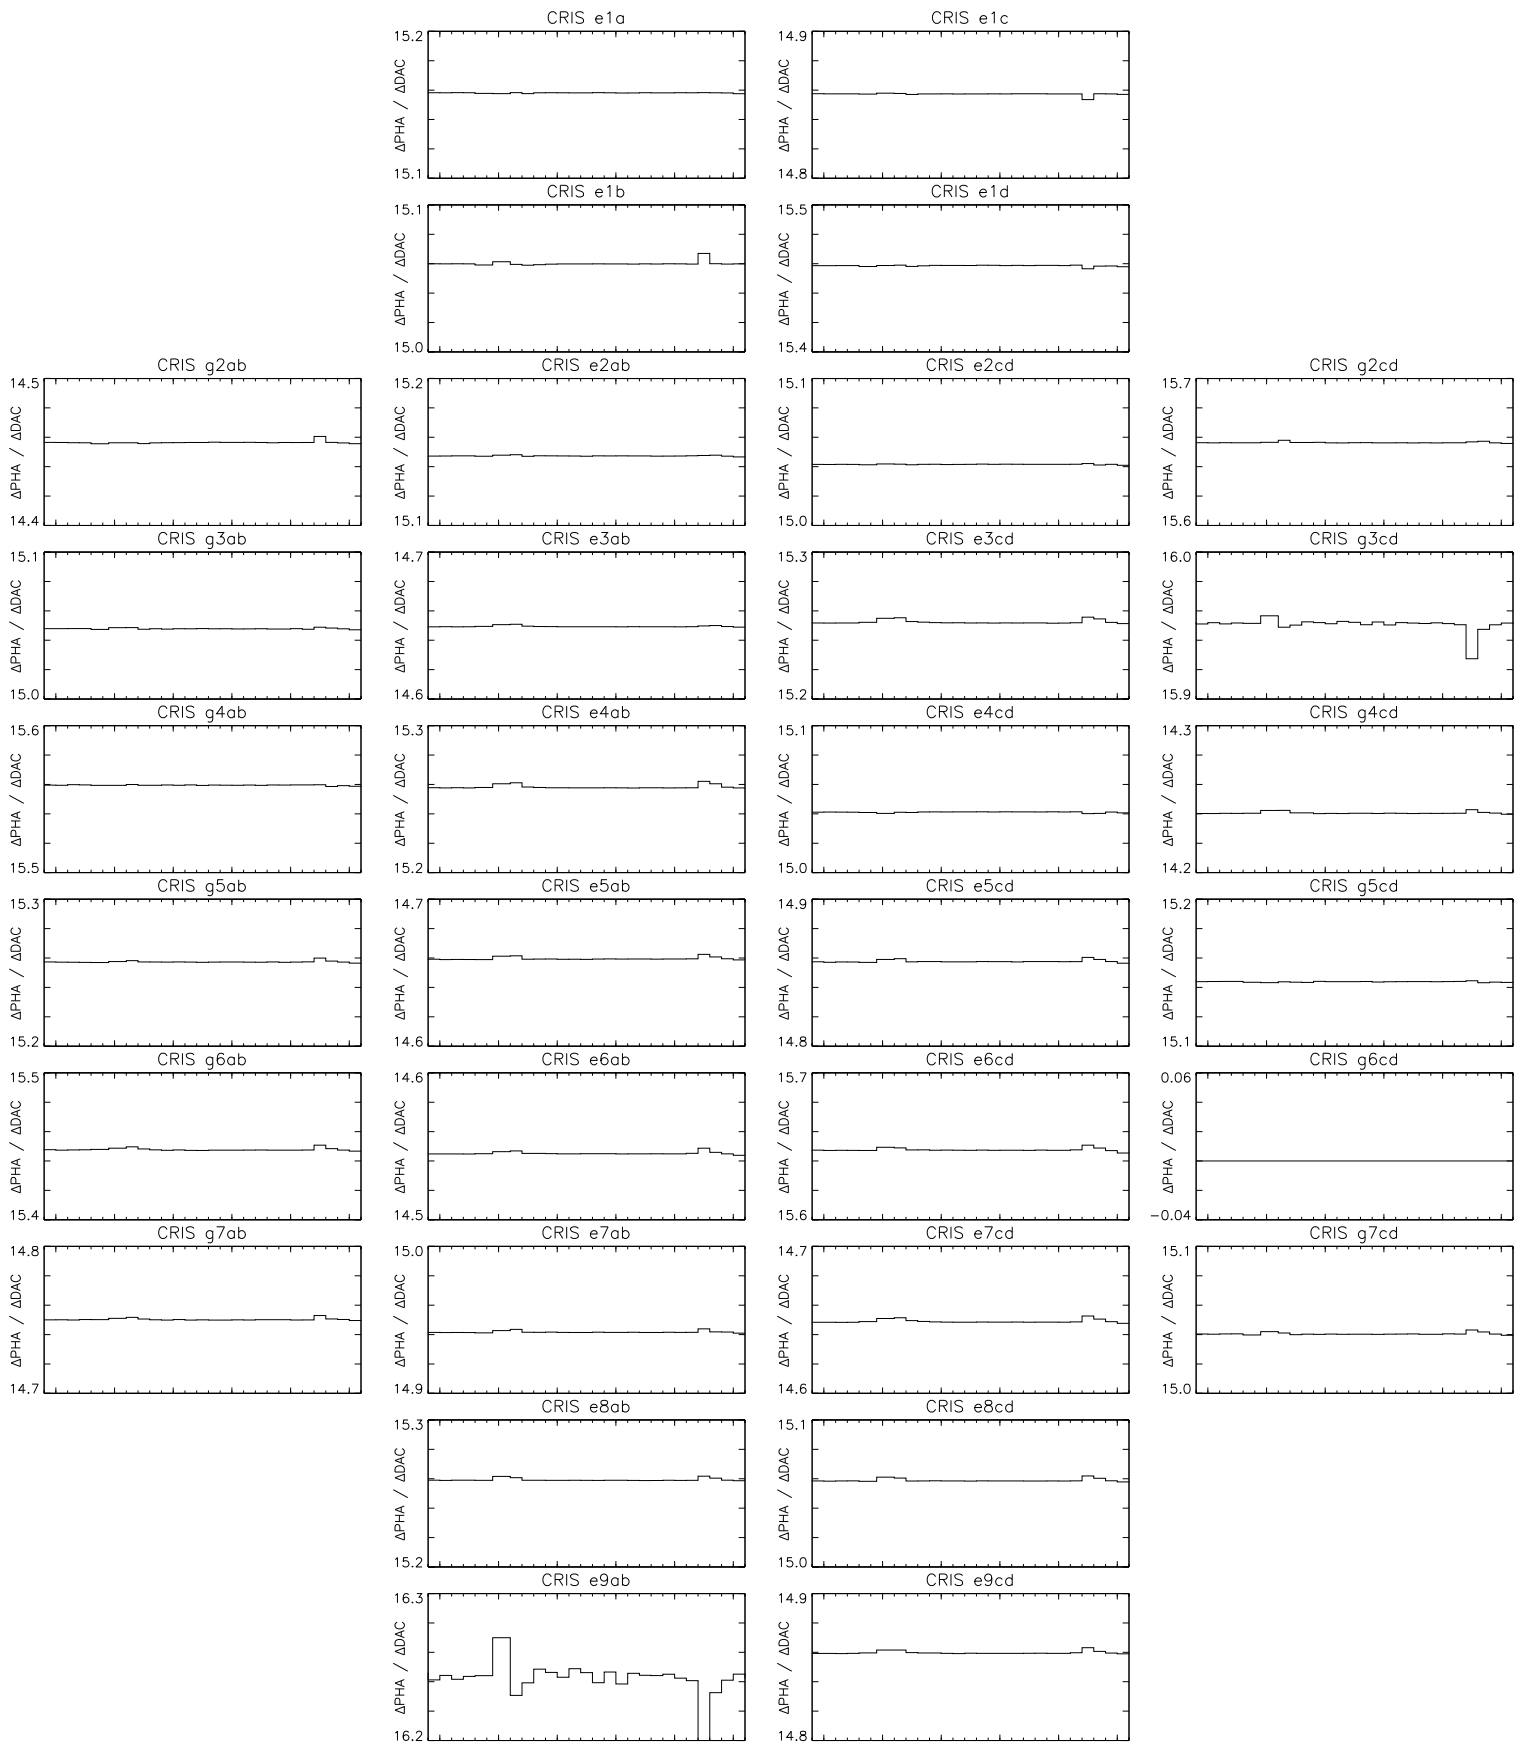 CRIS e1a
15.2
ΔPHA / ΔDAC
15.1
CRIS e1c
14.9
ΔPHA / ΔDAC
14.8
CRIS e1b
15.1
ΔPHA / ΔDAC
15.0
CRIS e1d
15.5
ΔPHA / ΔDAC
15.4
CRIS g2ab
14.5
ΔPHA / ΔDAC
14.4
CRIS e2ab
15.2
ΔPHA / ΔDAC
15.1
CRIS e2cd
15.1
ΔPHA / ΔDAC
15.0
CRIS g2cd
15.7
ΔPHA / ΔDAC
15.6
CRIS g3ab
15.1
ΔPHA / ΔDAC
15.0
CRIS e3ab
14.7
ΔPHA / ΔDAC
14.6
CRIS e3cd
15.3
ΔPHA / ΔDAC
15.2
CRIS g3cd
16.0
ΔPHA / ΔDAC
15.9
CRIS g4ab
15.6
ΔPHA / ΔDAC
15.5
CRIS e4ab
15.3
ΔPHA / ΔDAC
15.2
CRIS e4cd
15.1
ΔPHA / ΔDAC
15.0
CRIS g4cd
14.3
ΔPHA / ΔDAC
14.2
CRIS g5ab
15.3
ΔPHA / ΔDAC
15.2
CRIS e5ab
14.7
ΔPHA / ΔDAC
14.6
CRIS e5cd
14.9
ΔPHA / ΔDAC
14.8
CRIS g5cd
15.2
ΔPHA / ΔDAC
15.1
CRIS g6ab
15.5
ΔPHA / ΔDAC
15.4
CRIS e6ab
14.6
ΔPHA / ΔDAC
14.5
CRIS e6cd
15.7
ΔPHA / ΔDAC
15.6
CRIS g6cd
0.06
ΔPHA / ΔDAC
−0.04
CRIS g7ab
14.8
ΔPHA / ΔDAC
14.7
CRIS e7ab
15.0
ΔPHA / ΔDAC
14.9
CRIS e7cd
14.7
ΔPHA / ΔDAC
14.6
CRIS g7cd
15.1
ΔPHA / ΔDAC
15.0
CRIS e8ab
15.3
ΔPHA / ΔDAC
15.2
CRIS e8cd
15.1
ΔPHA / ΔDAC
15.0
CRIS e9ab
16.3
ΔPHA / ΔDAC
16.2
CRIS e9cd
14.9
ΔPHA / ΔDAC
14.8